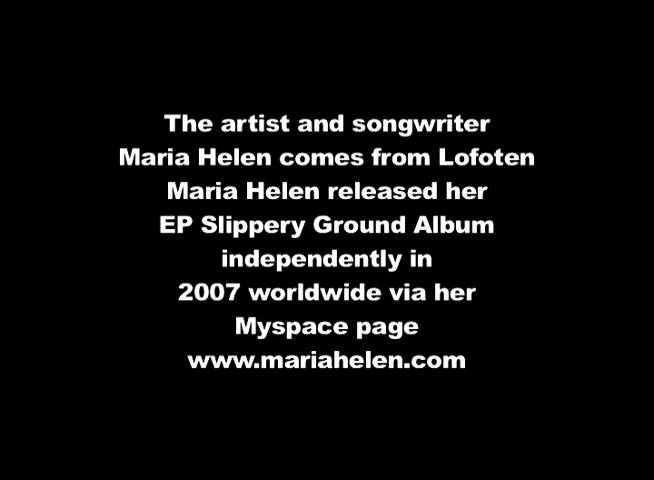 The artist and songwriter
Maria Helen comes from Lofoten
Maria Helen released her
EP Slippery Ground Album
independently in
2007 worldwide via her
Myspace page
www.mariahelen.com